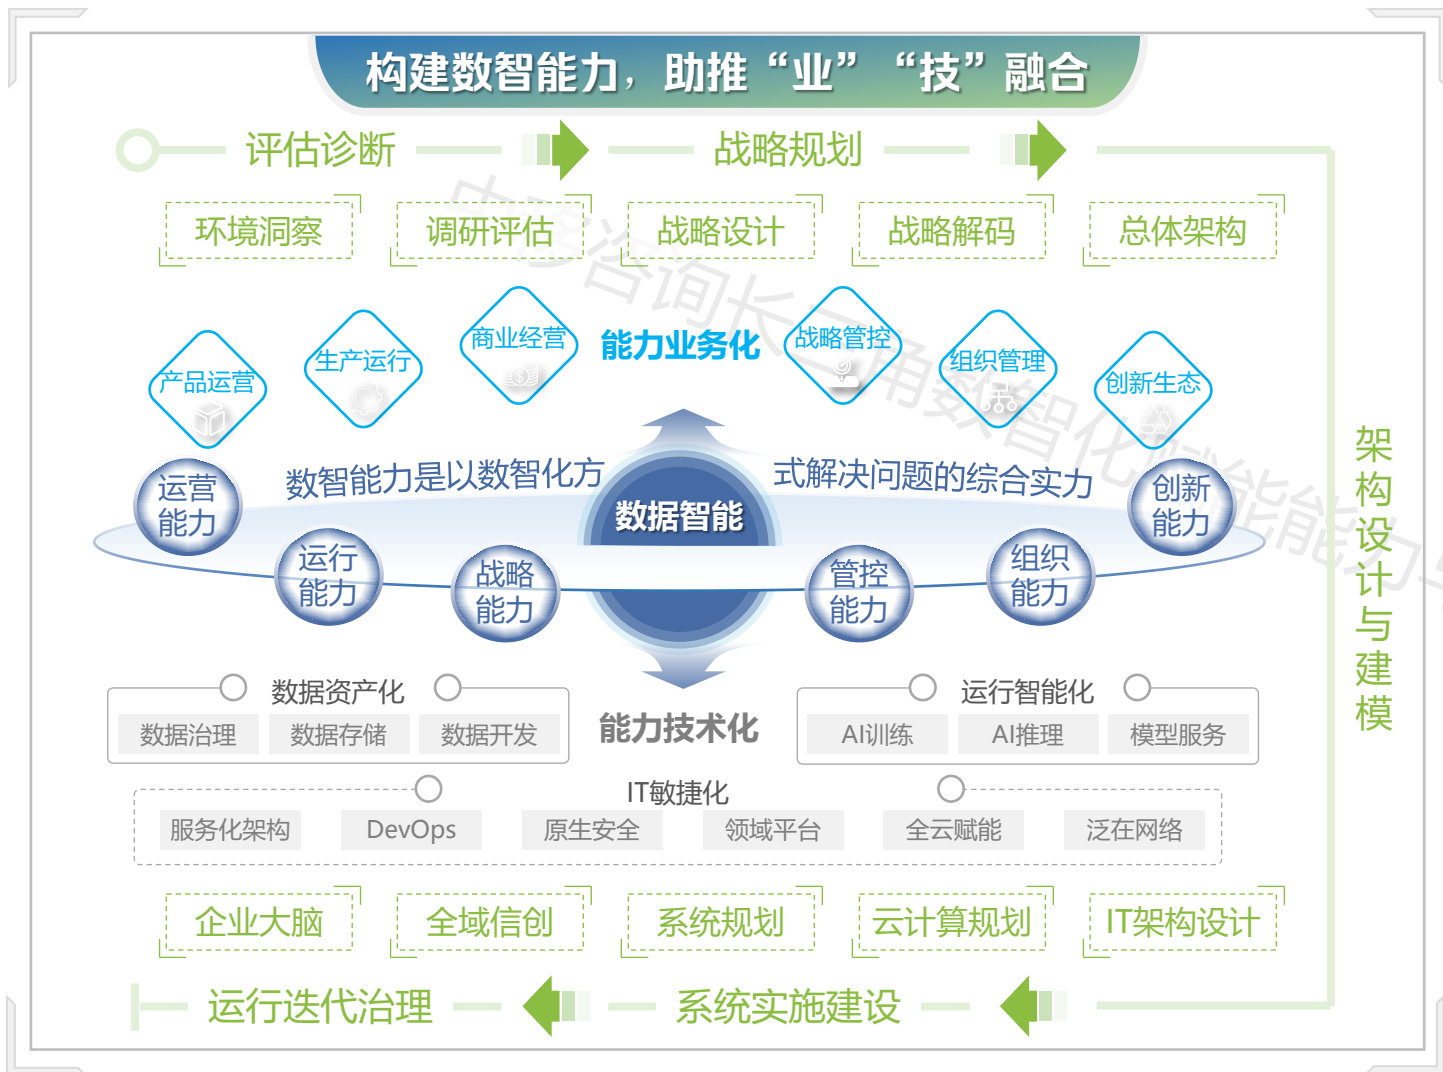 构建数智能力，助推“业”“技”融合
评估诊断
战略规划
环境洞察
调研评估
战略设计
战略解码
总体架构
产品运营
生产运行
商业经营
能力业务化
战略管控
组织管理
创新生态
数智能力是以数智化方
式解决问题的综合实力
数据智能
运营
能力
运行
能力
战略
能力
管控
能力
组织
能力
创新
能力
架构设计与建模
数据资产化
数据治理
数据存储
数据开发
能力技术化
运行智能化
AI训练
AI推理
模型服务
IT敏捷化
服务化架构
DevOps
原生安全
领域平台
全云赋能
泛在网络
企业大脑
全域信创
系统规划
云计算规划
IT架构设计
运行迭代治理
系统实施建设